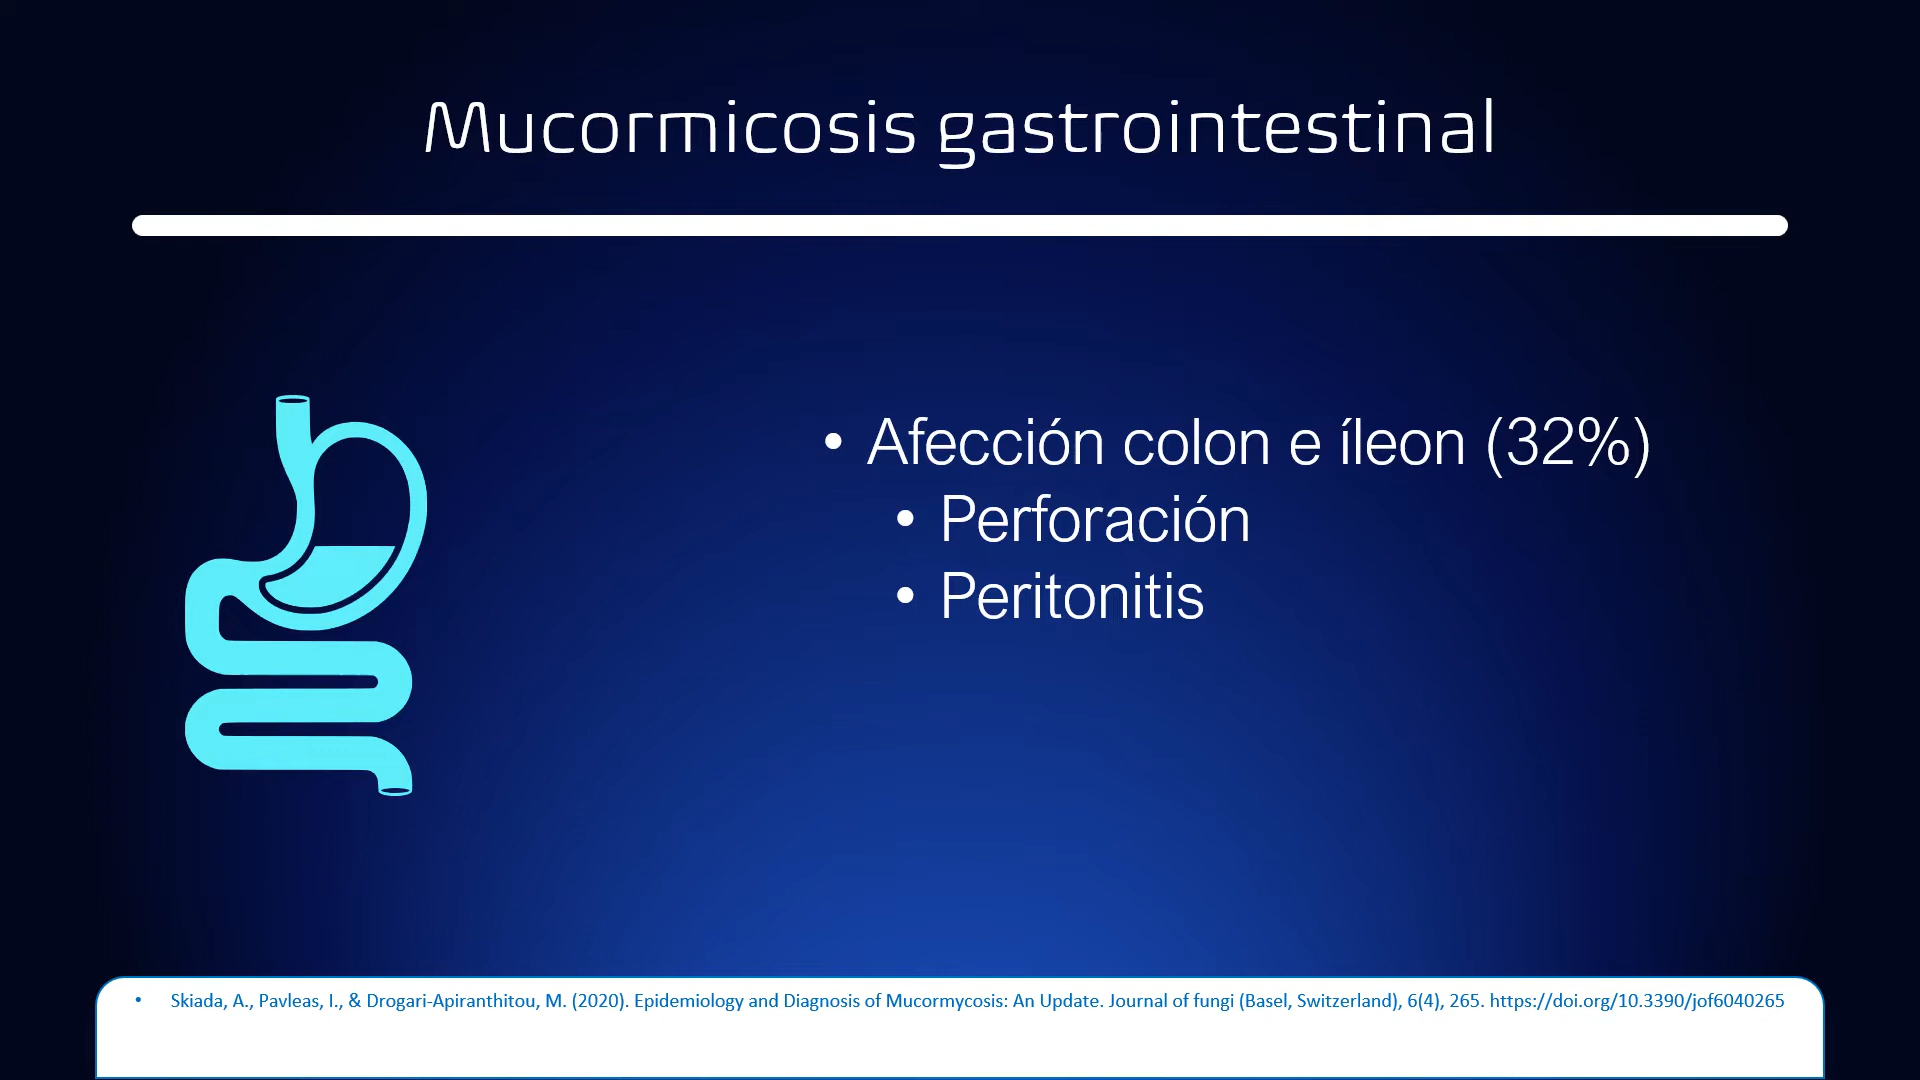 Mucormicosis gastrointestinal
• Afección colon e íleon (32%)
• Perforación
• Peritonitis
• Skiada, A., Pavleas, I., & Drogari-Apiranthitou, M. (2020). Epidemiology and Diagnosis of Mucormycosis: An Update. Journal of fungi (Basel, Switzerland), 6(4), 265. https://doi.org/10.3390/jof6040265